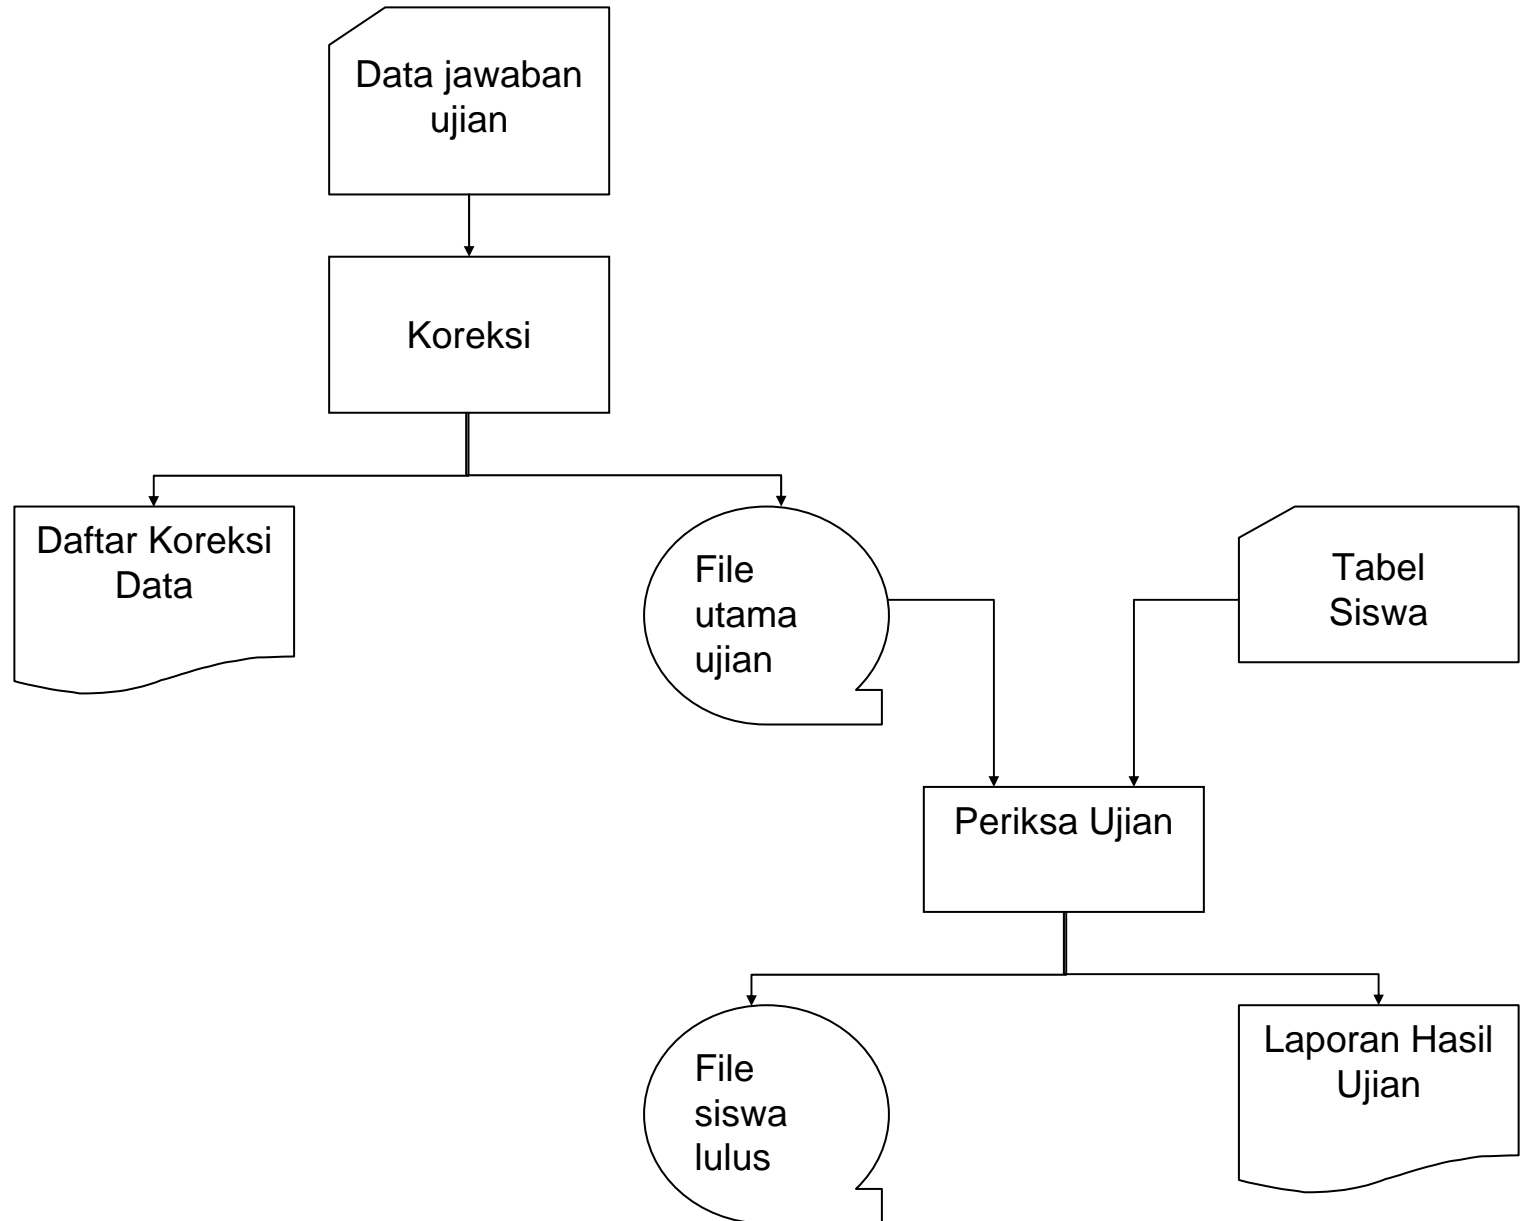 Data jawaban
ujian
Koreksi
Daftar Koreksi
Data
File
utama
ujian
Tabel
Siswa
Periksa Ujian
File
siswa
lulus
Laporan Hasil
Ujian